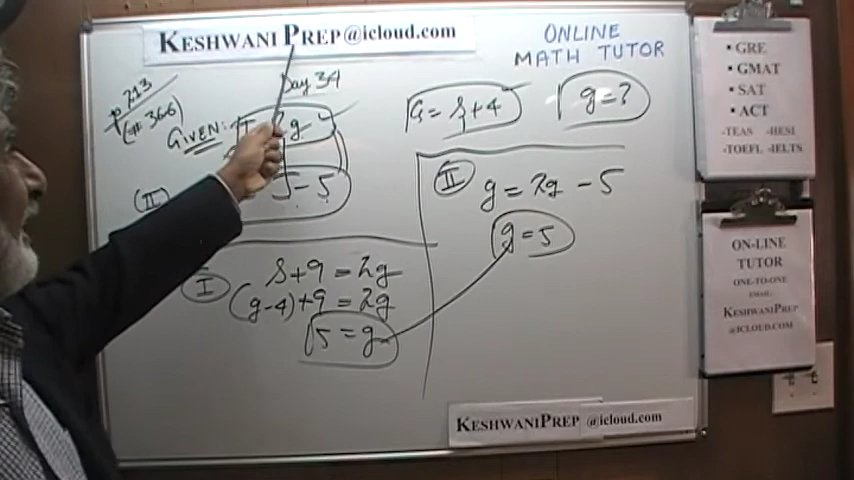 KESHWANI PREP@icloud.com
ONLINE
MATH TUTOR
Day 34
p 213
(# 366)
GIVEN:
G = s + 4
g = ?
(II)
5 - 5
I
s + 9 = 2g
(g - 4) + 9 = 2g
5 = g
II
g = 2g - 5
g = 5
• GRE
• GMAT
• SAT
• ACT
-TEAS -HESI
-TOEFL -IELTS
ON-LINE
TUTOR
ONE-TO-ONE
EMAIL:
KESHWANIPREP
@ICLOUD.COM
KESHWANIPREP @icloud.com